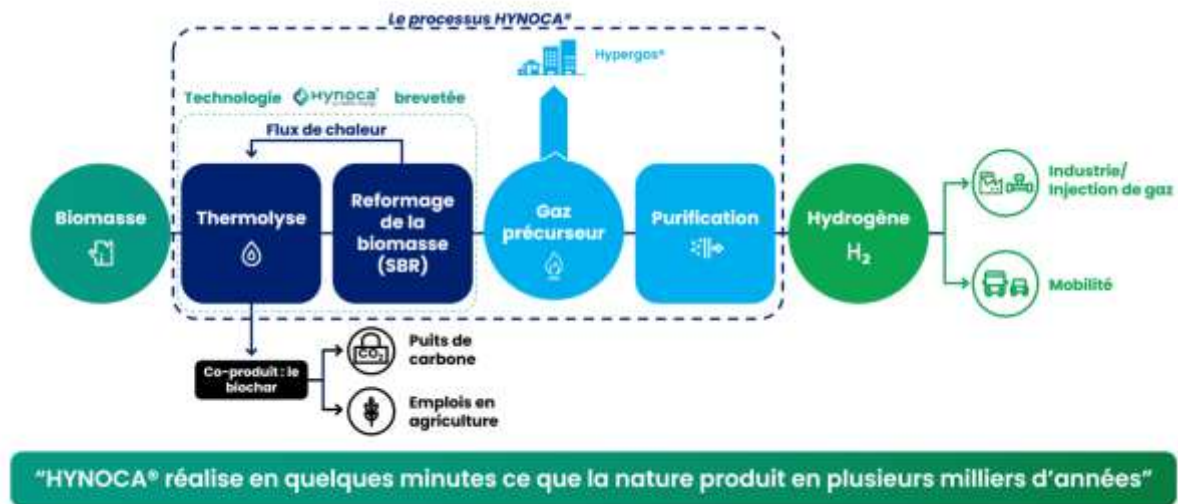 Le processus HYNOCA®
Hypergas®
Technologie Hynoca® brevetée
Flux de chaleur
Biomasse
Thermolyse
Reformage
de la
biomasse
(SBR)
Gaz
précurseur
Purification
Hydrogène
H₂
Industrie/
Injection de gaz
Mobilité
Co-produit : le
biochar
CO₂
Puits de
carbone
Emplois en
agriculture
“HYNOCA® réalise en quelques minutes ce que la nature produit en plusieurs milliers d’années”